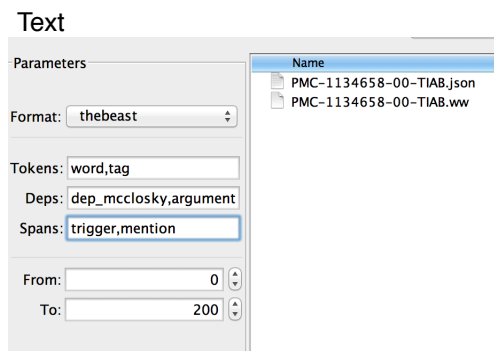 Text
Parameters
Format: thebeast
Tokens: word,tag
Deps: dep_mcclosky,argument
Spans: trigger,mention
From: 0
To: 200
Name
PMC-1134658-00-TIAB.json
PMC-1134658-00-TIAB.ww